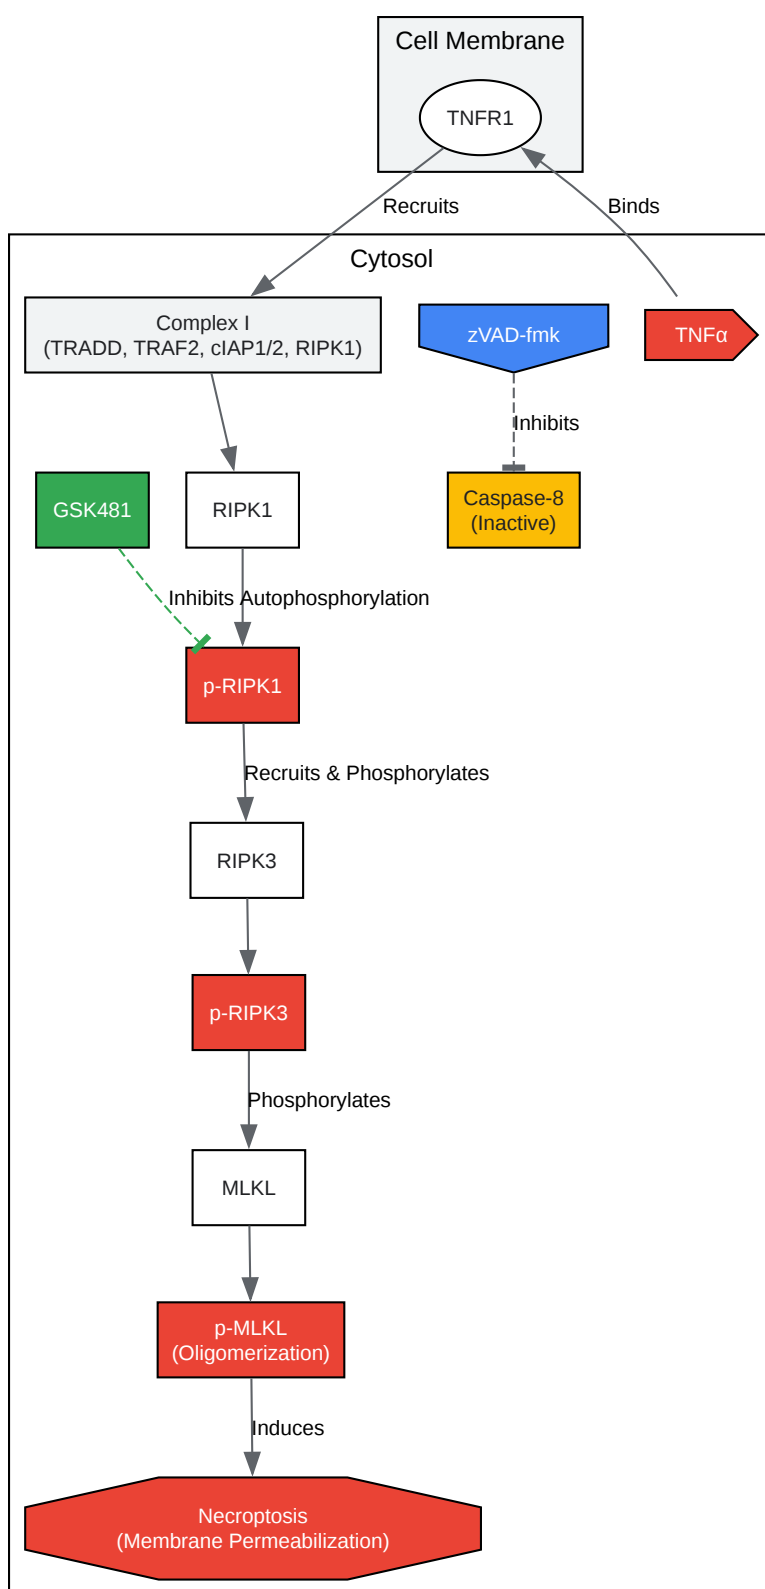 Cell Membrane
TNFR1
Recruits
Binds
Cytosol
Complex I
(TRADD, TRAF2, cIAP1/2, RIPK1)
zVAD-fmk
TNFα
Inhibits
GSK481
RIPK1
Caspase-8
(Inactive)
Inhibits Autophosphorylation
p-RIPK1
Recruits & Phosphorylates
RIPK3
p-RIPK3
Phosphorylates
MLKL
p-MLKL
(Oligomerization)
Induces
Necroptosis
(Membrane Permeabilization)